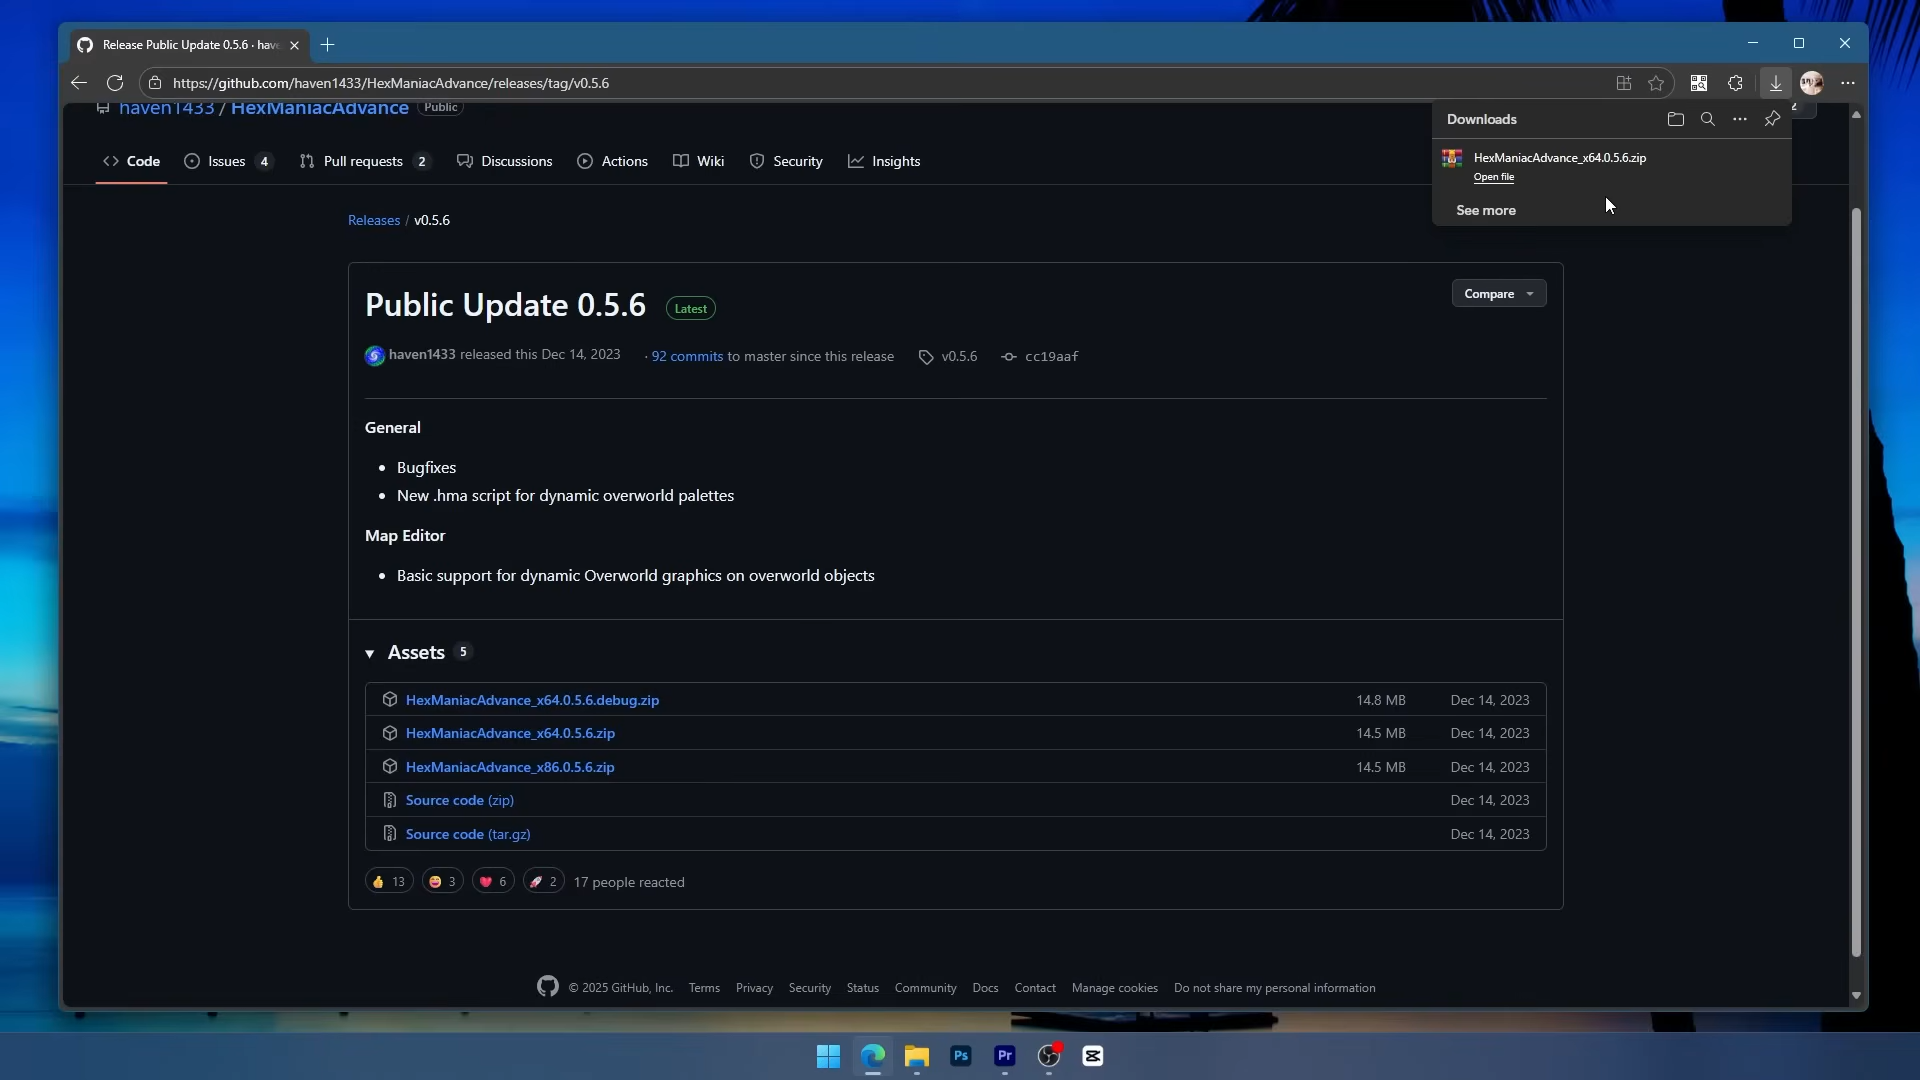 Release Public Update 0.5.6 · have
https://github.com/haven1433/HexManiacAdvance/releases/tag/v0.5.6
haven1433 / HexManiacAdvance Public
2
Downloads
HexManiacAdvance_x64.0.5.6.zip
Open file
See more
Code Issues 4 Pull requests 2 Discussions Actions Wiki Security Insights
Releases / v0.5.6
Public Update 0.5.6 Latest
Compare
haven1433 released this Dec 14, 2023 · 92 commits to master since this release v0.5.6 cc19aaf
General
• Bugfixes
• New .hma script for dynamic overworld palettes
Map Editor
• Basic support for dynamic Overworld graphics on overworld objects
Assets 5
HexManiacAdvance_x64.0.5.6.debug.zip 14.8 MB Dec 14, 2023
HexManiacAdvance_x64.0.5.6.zip 14.5 MB Dec 14, 2023
HexManiacAdvance_x86.0.5.6.zip 14.5 MB Dec 14, 2023
Source code (zip) Dec 14, 2023
Source code (tar.gz) Dec 14, 2023
👍 13 😄 3 ❤️ 6 🚀 2 17 people reacted
© 2025 GitHub, Inc. Terms Privacy Security Status Community Docs Contact Manage cookies Do not share my personal information
Ps Pr